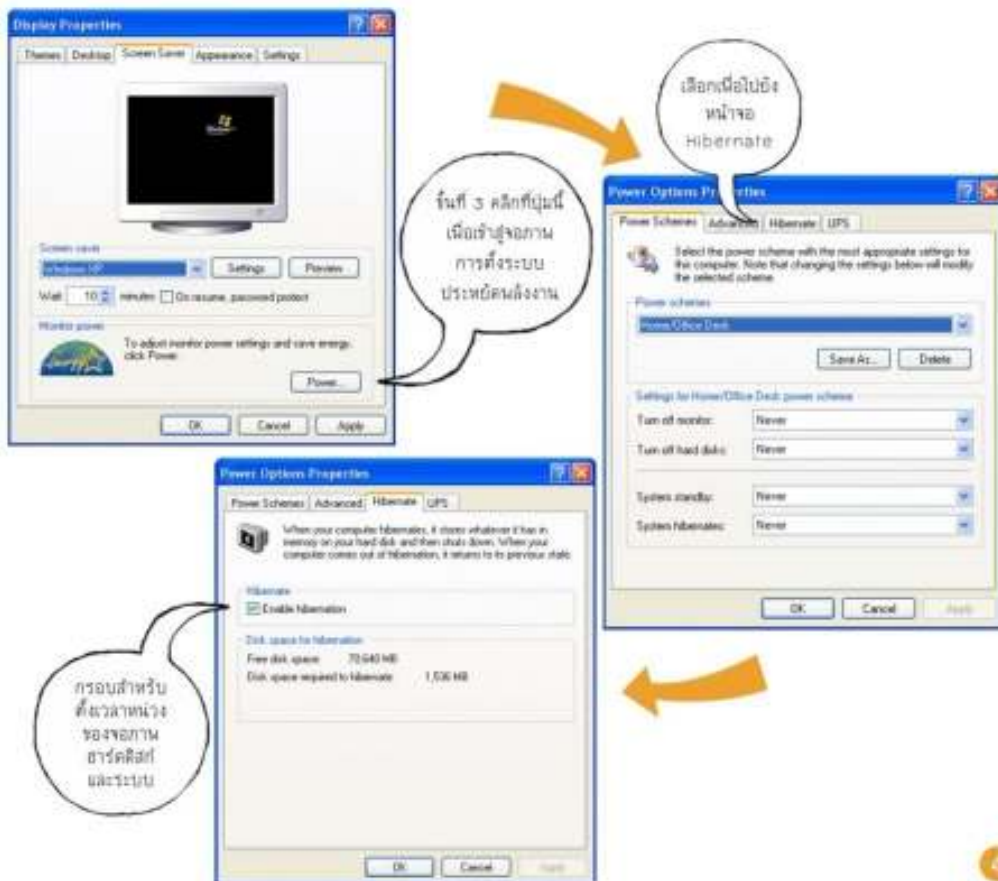 Display Properties
Themes Desktop Screen Saver Appearance Settings
Screen saver
Windows XP Settings Preview
Wait: 10 minutes On resume, password protect
Monitor power
To adjust monitor power settings and save energy,
click Power.
Power...
OK Cancel Apply
ขั้นที่ 3 คลิกที่ปุ่มนี้
เพื่อเข้าสู่จอภาพ
การตั้งระบบ
ประหยัดพลังงาน
เลือกเพื่อไปยัง
หน้าจอ
Hibernate
Power Options Properties
Power Schemes Advanced Hibernate UPS
Select the power scheme with the most appropriate settings for
this computer. Note that changing the settings below will modify
the selected scheme.
Power schemes
Home/Office Desk
Save As... Delete
Settings for Home/Office Desk power scheme
Turn off monitor: Never
Turn off hard disks: Never
System standby: Never
System hibernates: Never
OK Cancel Apply
Power Options Properties
Power Schemes Advanced Hibernate UPS
When your computer hibernates, it stores whatever it has in
memory on your hard disk and then shuts down. When your
computer comes out of hibernation, it returns to its previous state.
Hibernate
Enable hibernation
Disk space for hibernation
Free disk space: 70,640 MB
Disk space required to hibernate: 1,536 MB
OK Cancel Apply
กรอบสำหรับ
ตั้งเวลาหน่วง
ของจอภาพ
ฮาร์ดดิสก์
และระบบ